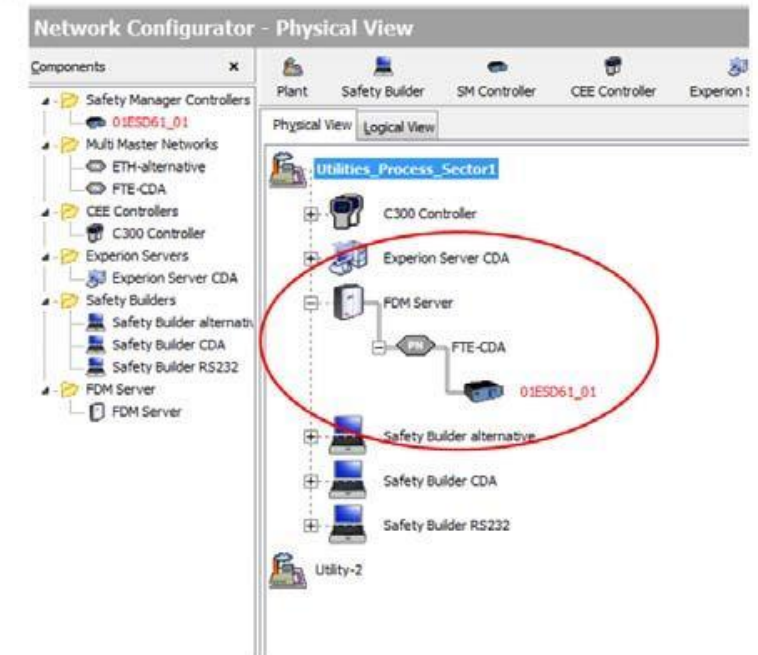 Network Configurator - Physical View
Components x
Plant Safety Builder SM Controller CEE Controller Experion
Safety Manager Controllers
01ESD61_01
Multi Master Networks
ETH-alternative
FTE-CDA
CEE Controllers
C300 Controller
Experion Servers
Experion Server CDA
Safety Builders
Safety Builder alternativ
Safety Builder CDA
Safety Builder RS232
FDM Server
FDM Server
Physical View Logical View
Utilities_Process_Sector1
C300 Controller
Experion Server CDA
FDM Server
PN FTE-CDA
01ESD61_01
Safety Builder alternative
Safety Builder CDA
Safety Builder RS232
Utility-2